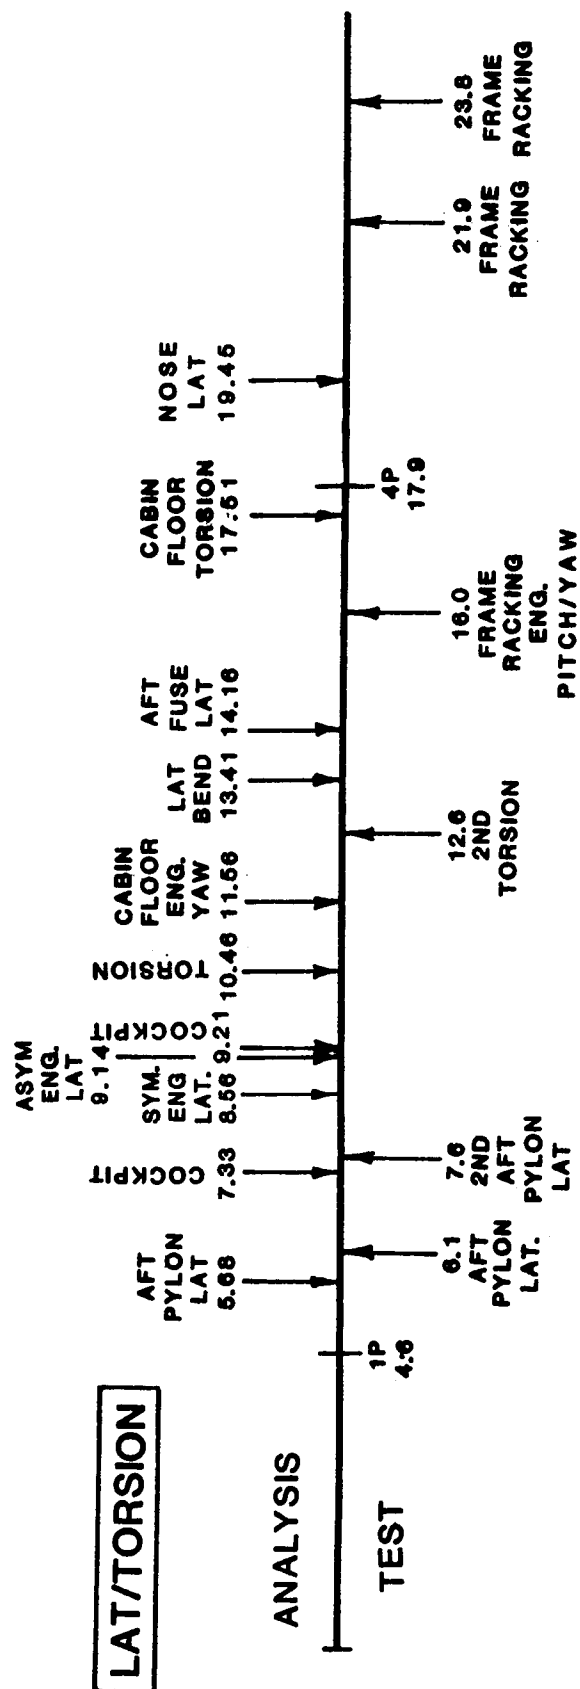 LAT/TORSION
ANALYSIS
AFT
PYLON
LAT
5.68
COCKPIT
7.33
SYM.
ENG
LAT.
8.56
ASYM
ENG.
LAT
9.14
COCKPIT
9.21
TORSION
10.46
CABIN
FLOOR
ENG.
YAW
11.56
LAT
BEND
13.41
AFT
FUSE
LAT
14.16
CABIN
FLOOR
TORSION
17.51
NOSE
LAT
19.45
TEST
1P
4.6
6.1
AFT
PYLON
LAT.
7.6
2ND
AFT
PYLON
LAT
12.6
2ND
TORSION
16.0
FRAME
RACKING
ENG.
PITCH/YAW
4P
17.9
21.9
FRAME
RACKING
23.8
FRAME
RACKING